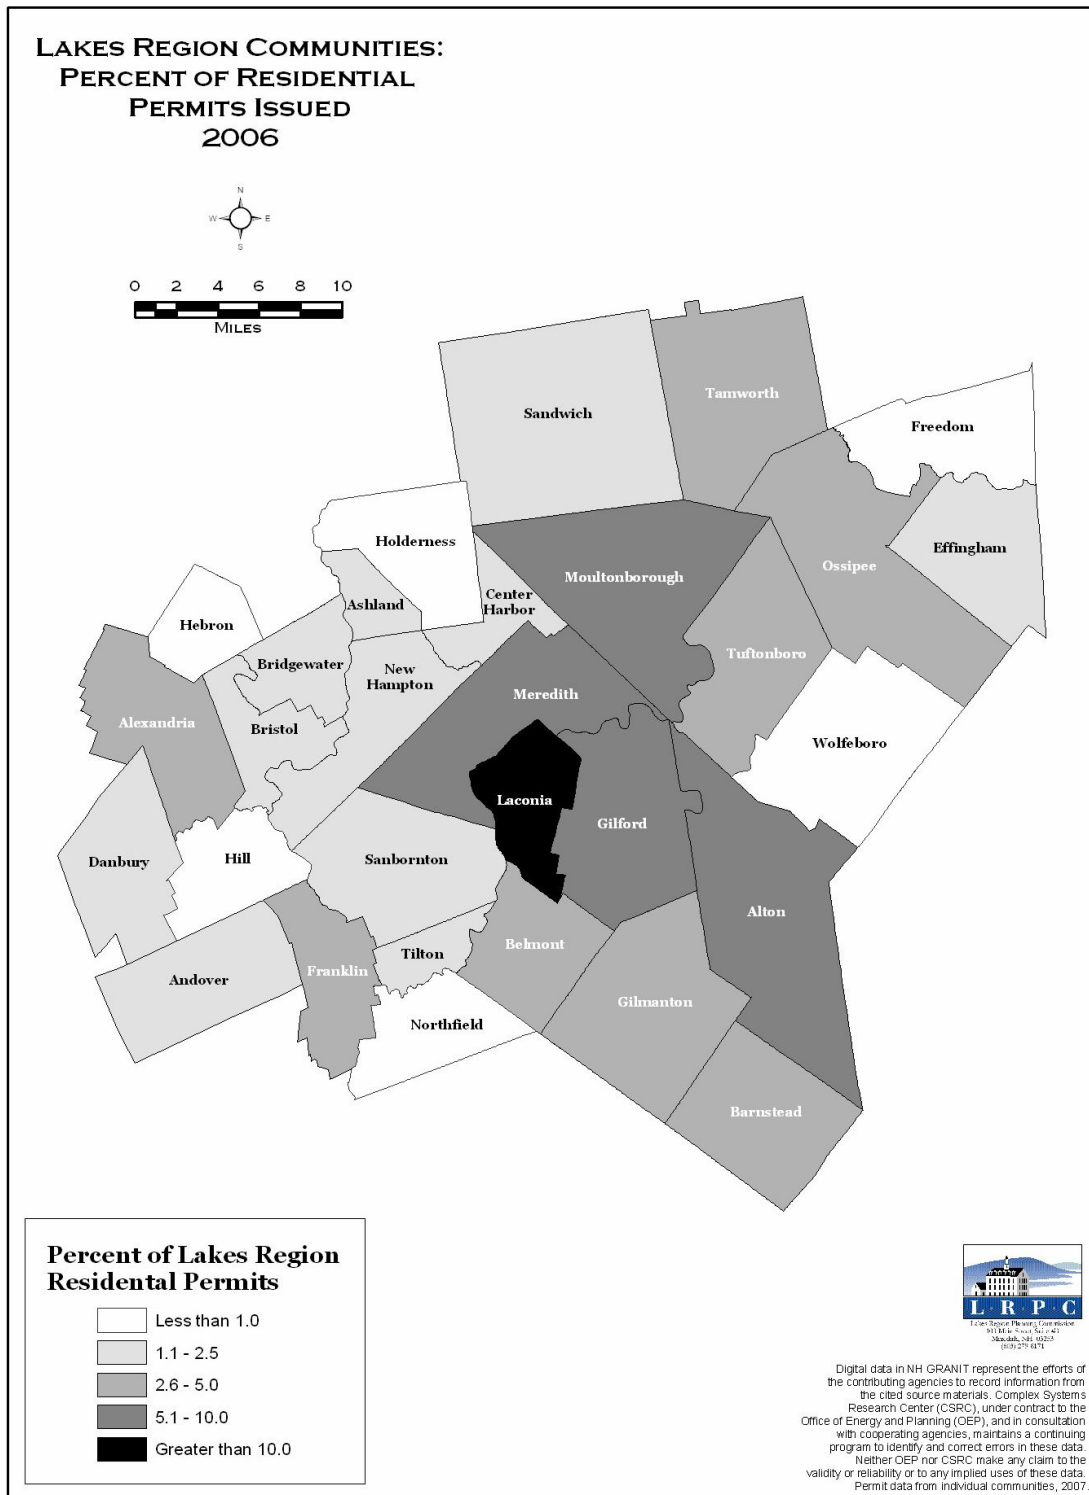 LAKES REGION COMMUNITIES:
PERCENT OF RESIDENTIAL
PERMITS ISSUED
2006
N
W E
S
0 2 4 6 8 10
MILES
Sandwich
Tamworth
Freedom
Holderness
Effingham
Ossipee
Moultonborough
Center
Harbor
Ashland
Hebron
Bridgewater
New
Hampton
Tuftonboro
Meredith
Alexandria
Bristol
Wolfeboro
Laconia
Gilford
Danbury
Hill
Sanbornton
Alton
Belmont
Tilton
Franklin
Andover
Gilmanton
Northfield
Barnstead
Percent of Lakes Region
Residental Permits
Less than 1.0
1.1 - 2.5
2.6 - 5.0
5.1 - 10.0
Greater than 10.0
L·R·P·C
Lakes Region Planning Commission
Digital data in NH GRANIT represent the efforts of
the contributing agencies to record information from
the cited source materials. Complex Systems
Research Center (CSRC), under contract to the
Office of Energy and Planning (OEP), and in consultation
with cooperating agencies, maintains a continuing
program to identify and correct errors in these data.
Neither OEP nor CSRC make any claim to the
validity or reliability or to any implied uses of these data.
Permit data from individual communities, 2007.